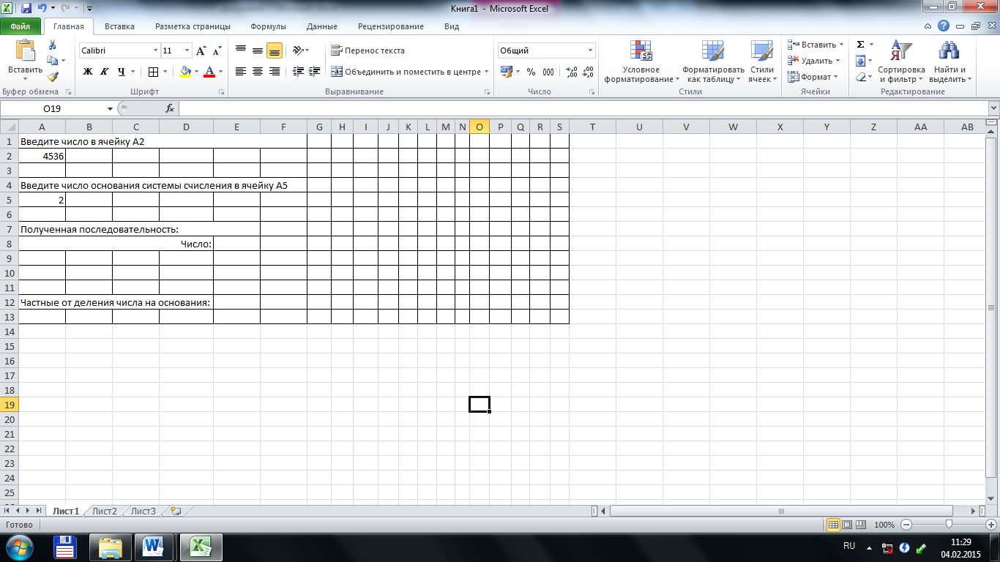 Книга1 - Microsoft Excel
Файл Главная Вставка Разметка страницы Формулы Данные Рецензирование Вид
Вставить
Calibri 11
Ж К Ч
Перенос текста
Объединить и поместить в центре
Общий
% 000
Условное форматирование
Форматировать как таблицу
Стили ячеек
Вставить
Удалить
Формат
Σ
Сортировка и фильтр
Найти и выделить
Буфер обмена Шрифт Выравнивание Число Стили Ячейки Редактирование
O19 fx
A B C D E F G H I J K L M N O P Q R S T U V W X Y Z AA AB
1 Введите число в ячейку А2
2 4536
3
4 Введите число основания системы счисления в ячейку А5
5 2
6
7 Полученная последовательность:
8 Число:
9
10
11
12 Частные от деления числа на основания:
13
14
15
16
17
18
19
20
21
22
23
24
25
Лист1 Лист2 Лист3
Готово 100%
RU 11:29
04.02.2015